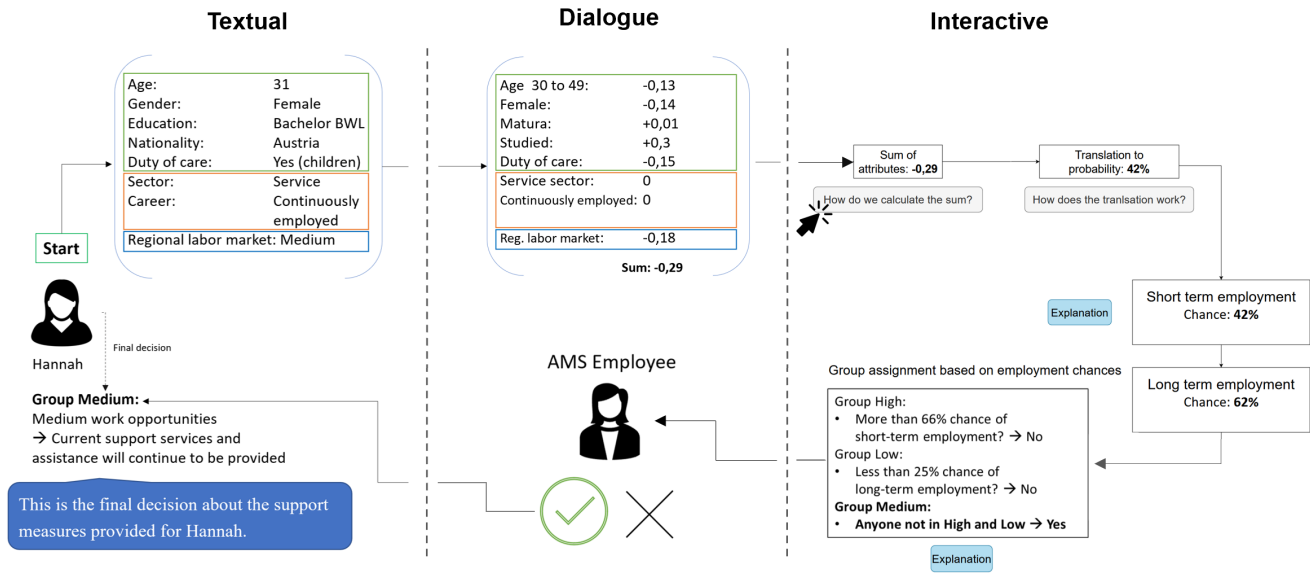 Textual
Dialogue
Interactive
Age: 31
Gender: Female
Education: Bachelor BWL
Nationality: Austria
Duty of care: Yes (children)
Sector: Service
Career: Continuously
employed
Regional labor market: Medium
Start
Hannah
Final decision
Group Medium:
Medium work opportunities
→ Current support services and
assistance will continue to be provided
This is the final decision about the support
measures provided for Hannah.
Age 30 to 49: -0,13
Female: -0,14
Matura: +0,01
Studied: +0,3
Duty of care: -0,15
Service sector: 0
Continuously employed: 0
Reg. labor market: -0,18
Sum: -0,29
AMS Employee
Sum of
attributes: -0,29
Translation to
probability: 42%
How do we calculate the sum?
How does the tranlsation work?
Short term employment
Chance: 42%
Explanation
Long term employment
Chance: 62%
Group assignment based on employment chances
Group High:
• More than 66% chance of
short-term employment? → No
Group Low:
• Less than 25% chance of
long-term employment? → No
Group Medium:
• Anyone not in High and Low → Yes
Explanation